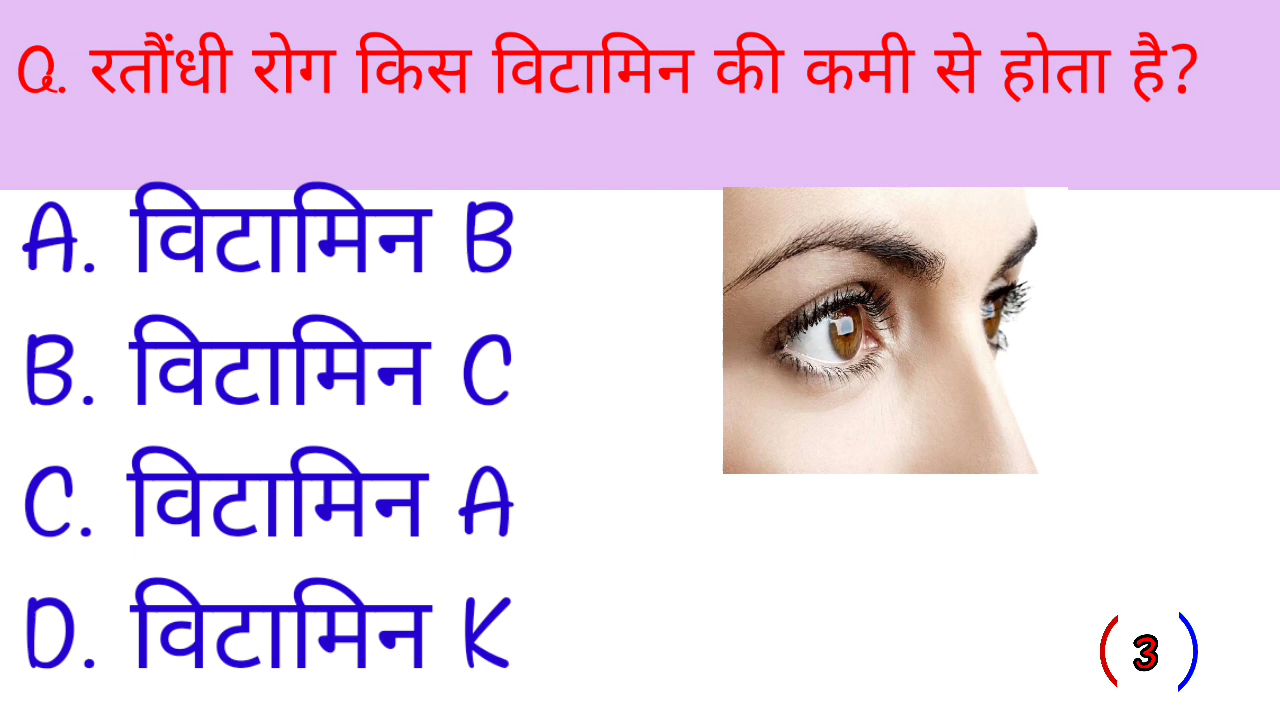 Q. रतौंधी रोग किस विटामिन की कमी से होता है?
A. विटामिन B
B. विटामिन C
C. विटामिन A
D. विटामिन K
(3)